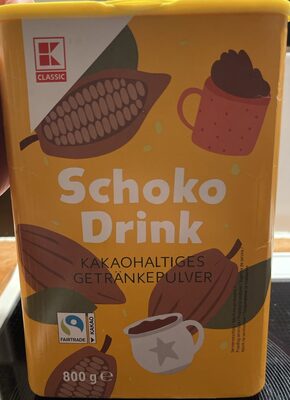 K
CLASSIC
Schoko
Drink
KAKAOHALTIGES
GETRÄNKEPULVER
FAIRTRADE
KAKAO
800 g ℮